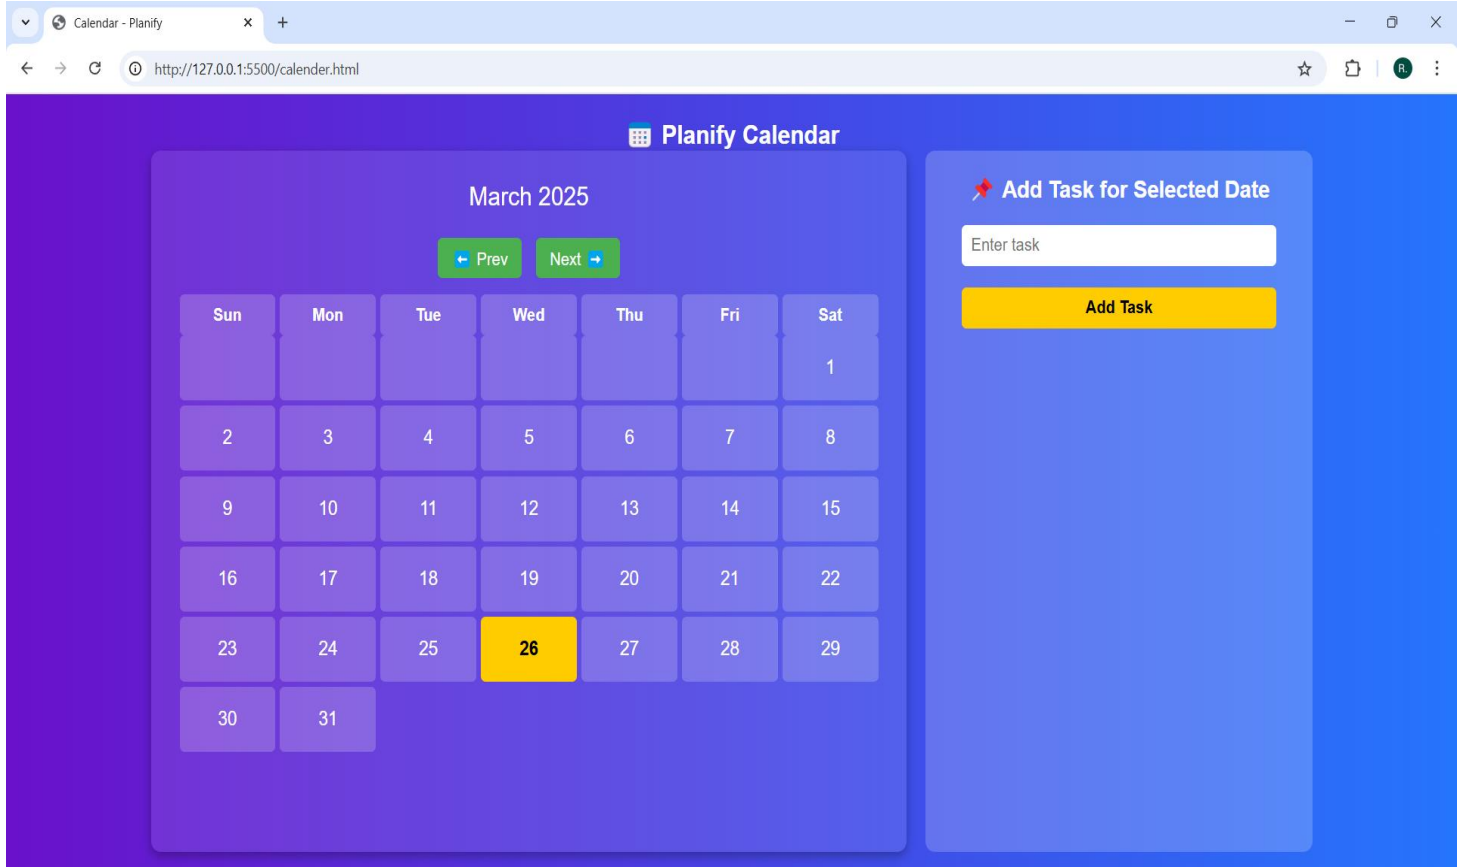 Calendar - Planify
http://127.0.0.1:5500/calender.html
R.
Planify Calendar
March 2025
Prev Next
Sun Mon Tue Wed Thu Fri Sat
1
2 3 4 5 6 7 8
9 10 11 12 13 14 15
16 17 18 19 20 21 22
23 24 25 26 27 28 29
30 31
Add Task for Selected Date
Enter task
Add Task